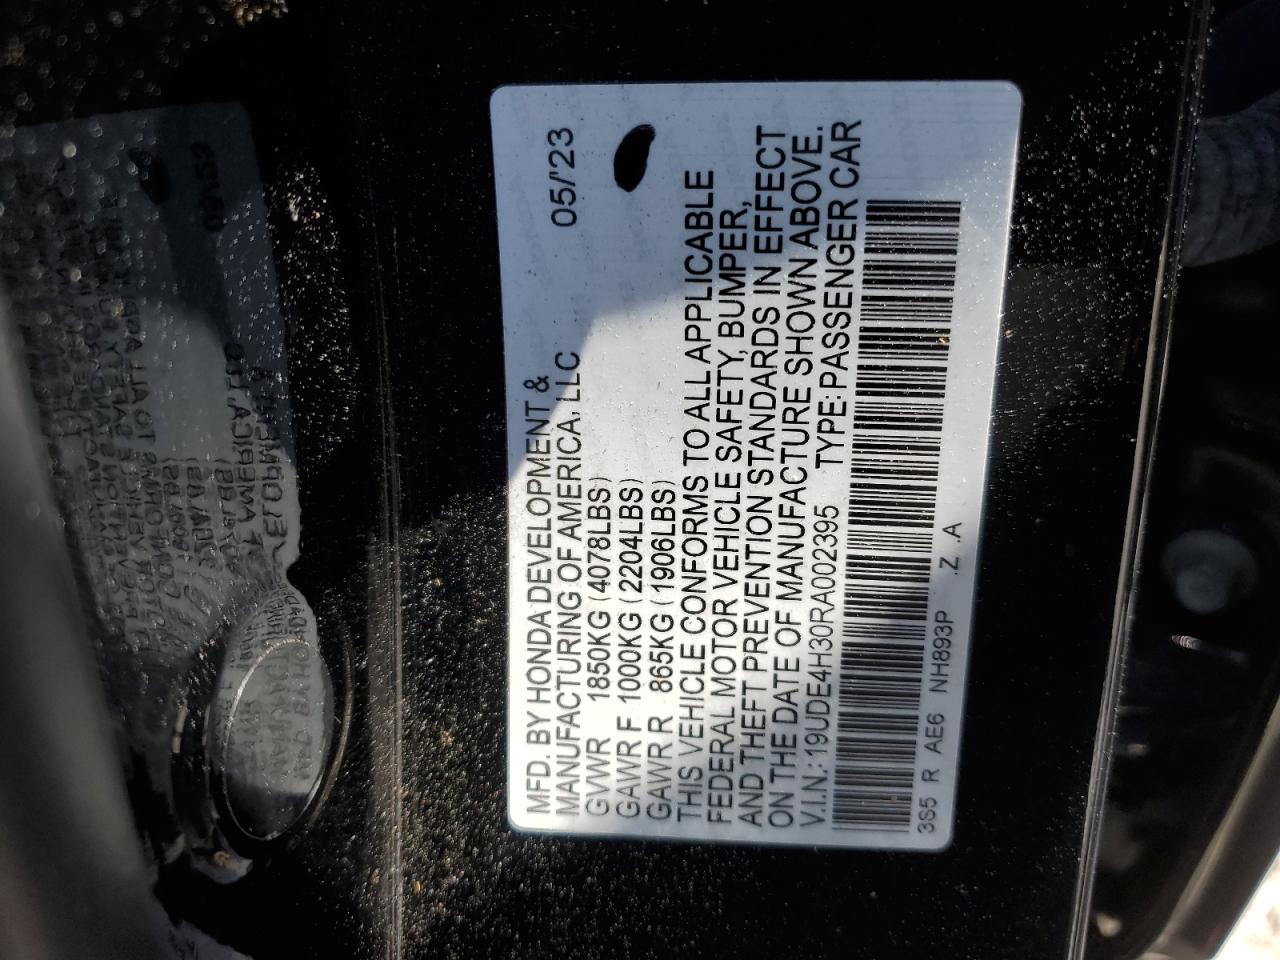 MFD. BY HONDA DEVELOPMENT &
MANUFACTURING OF AMERICA, LLC 05/'23
GVWR 1850KG (4078LBS)
GAWR F 1000KG (2204LBS)
GAWR R 865KG (1906LBS)
THIS VEHICLE CONFORMS TO ALL APPLICABLE
FEDERAL MOTOR VEHICLE SAFETY, BUMPER,
AND THEFT PREVENTION STANDARDS IN EFFECT
ON THE DATE OF MANUFACTURE SHOWN ABOVE.
V.I.N.: 19UDE4H30RA002395 TYPE: PASSENGER CAR
3S5 R AE6 NH893P .Z .A